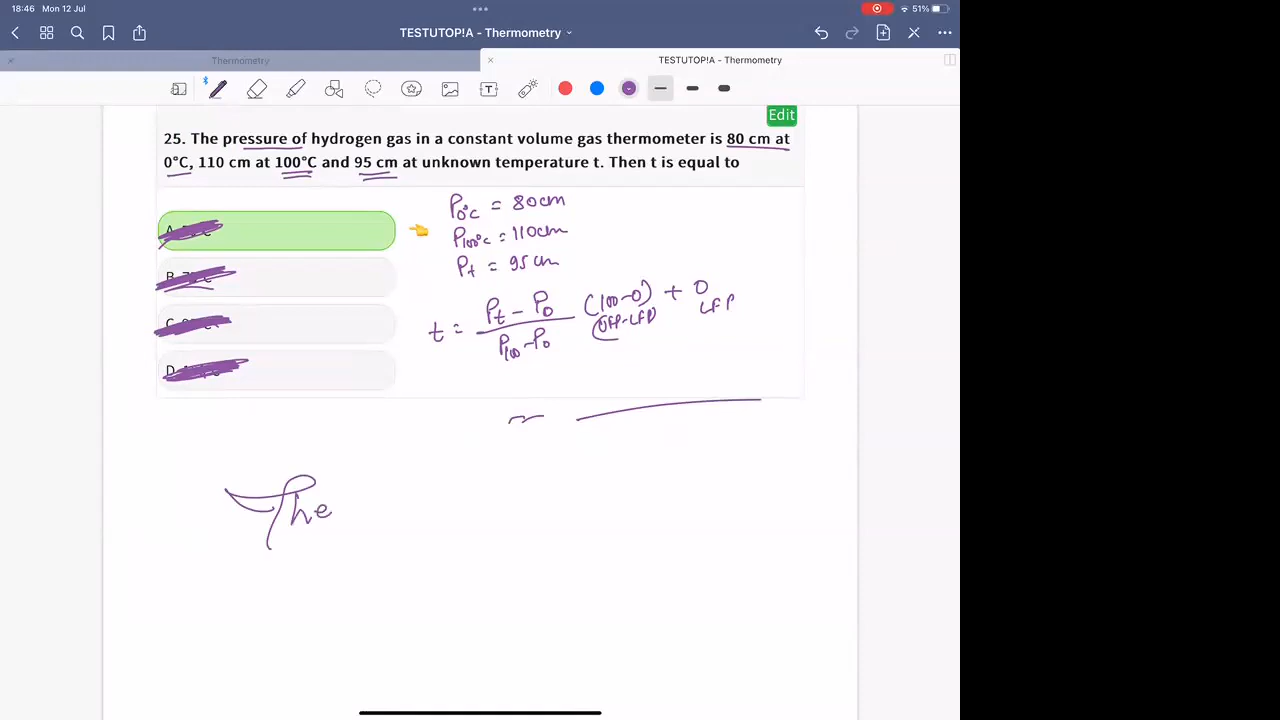 18:46 Mon 12 Jul
51%
TESTUTOP!A - Thermometry
Thermometry
TESTUTOP!A - Thermometry
Edit
25. The pressure of hydrogen gas in a constant volume gas thermometer is 80 cm at
0°C, 110 cm at 100°C and 95 cm at unknown temperature t. Then t is equal to
P0°C = 80cm
P100°C = 110cm
Pt = 95cm
t = Pt - P0 (100-0) + 0
P100 - P0 UFP-LFP LFP
A
B
C
D
The